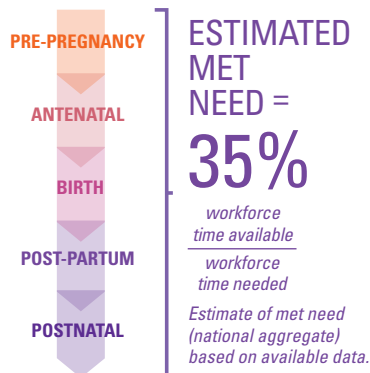 PRE-PREGNANCY
ANTENATAL
BIRTH
POST-PARTUM
POSTNATAL
ESTIMATED
MET
NEED =
35%
workforce
time available
workforce
time needed
Estimate of met need
(national aggregate)
based on available data.